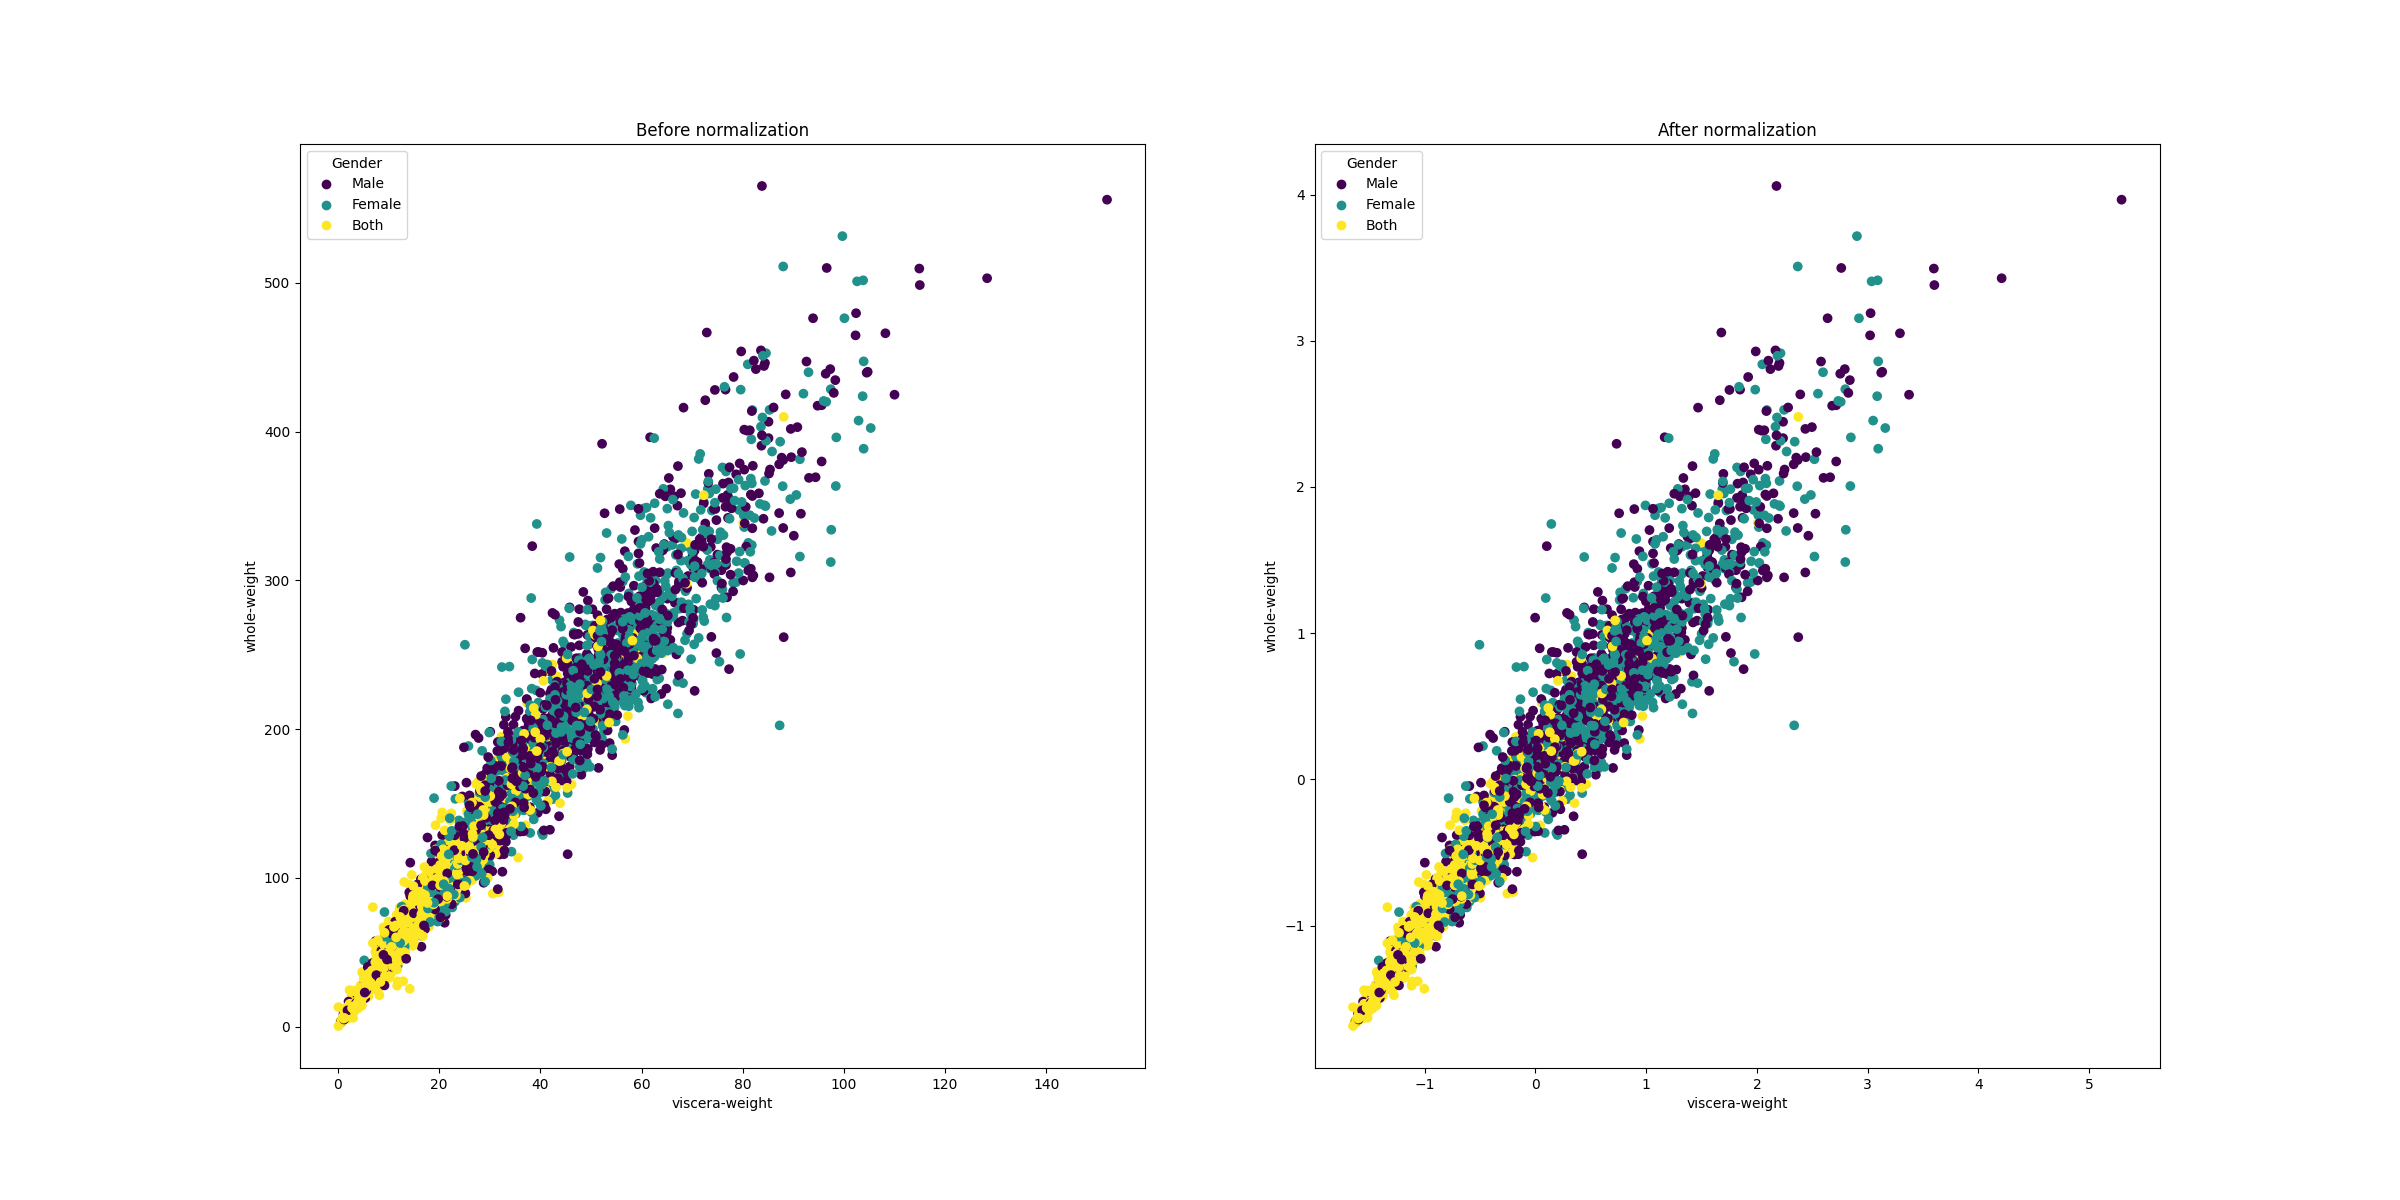 Before normalization
Gender
Male
Female
Both
500
400
300
200
100
0
whole-weight
0 20 40 60 80 100 120 140
viscera-weight
After normalization
Gender
Male
Female
Both
4
3
2
1
0
−1
whole-weight
−1 0 1 2 3 4 5
viscera-weight